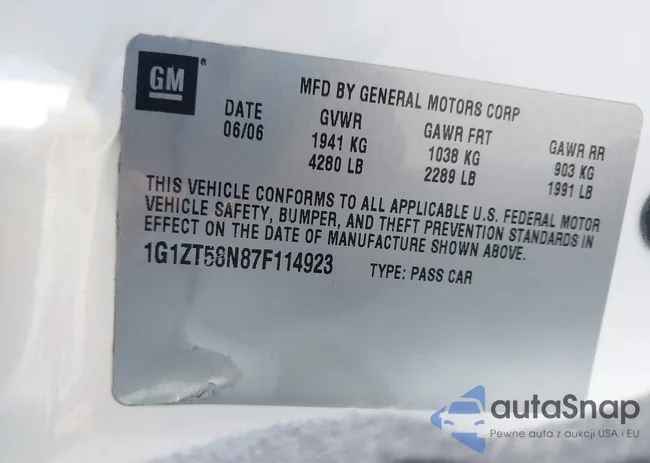 GM ®
MFD BY GENERAL MOTORS CORP
DATE GVWR GAWR FRT GAWR RR
06/06 1941 KG 1038 KG 903 KG
4280 LB 2289 LB 1991 LB
THIS VEHICLE CONFORMS TO ALL APPLICABLE U.S. FEDERAL MOTOR
VEHICLE SAFETY, BUMPER, AND THEFT PREVENTION STANDARDS IN
EFFECT ON THE DATE OF MANUFACTURE SHOWN ABOVE.
1G1ZT58N87F114923 TYPE: PASS CAR
autaSnap
Pewne auta z aukcji USA i EU